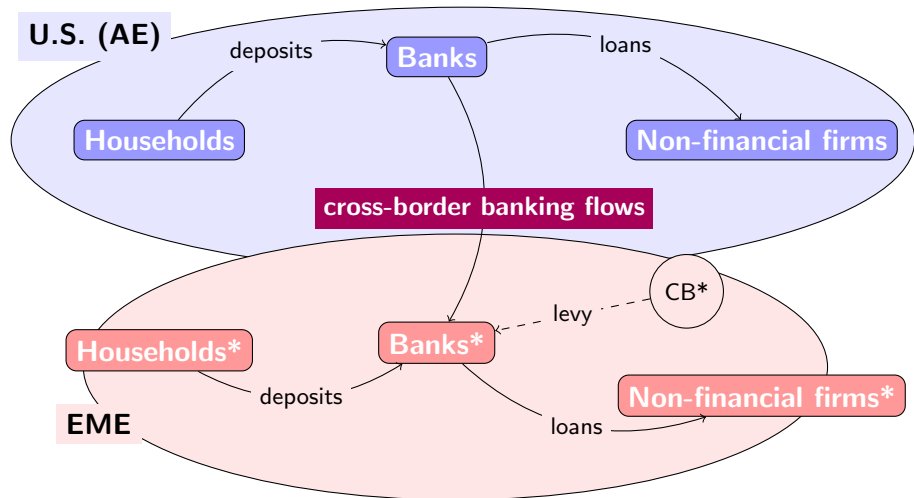 U.S. (AE)
deposits
Banks
loans
Households
Non-financial firms
cross-border banking flows
CB*
levy
Households*
Banks*
deposits
Non-financial firms*
loans
EME